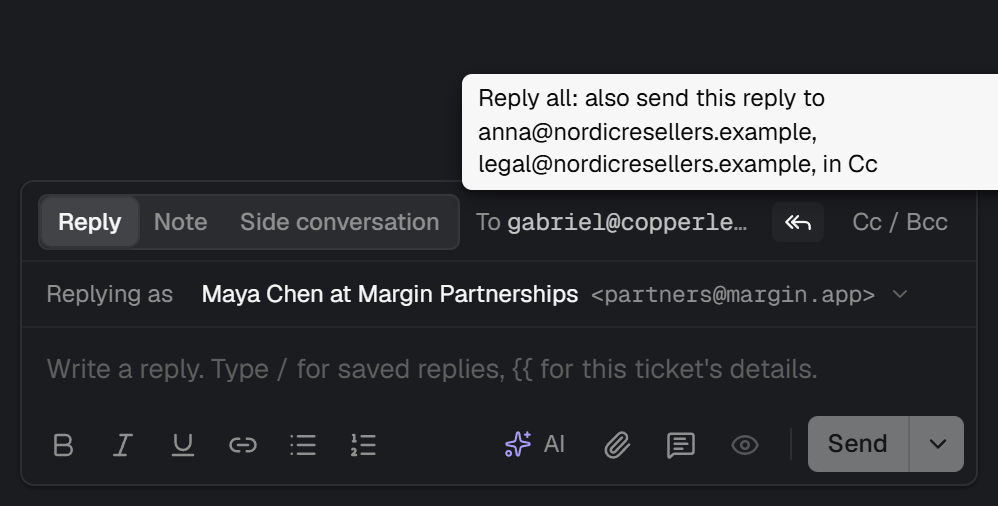 Reply all: also send this reply to
anna@nordicresellers.example,
legal@nordicresellers.example, in Cc
Reply Note Side conversation To gabriel@copperle… Cc / Bcc
Replying as Maya Chen at Margin Partnerships <partners@margin.app>
Write a reply. Type / for saved replies, {{ for this ticket's details.
AI Send